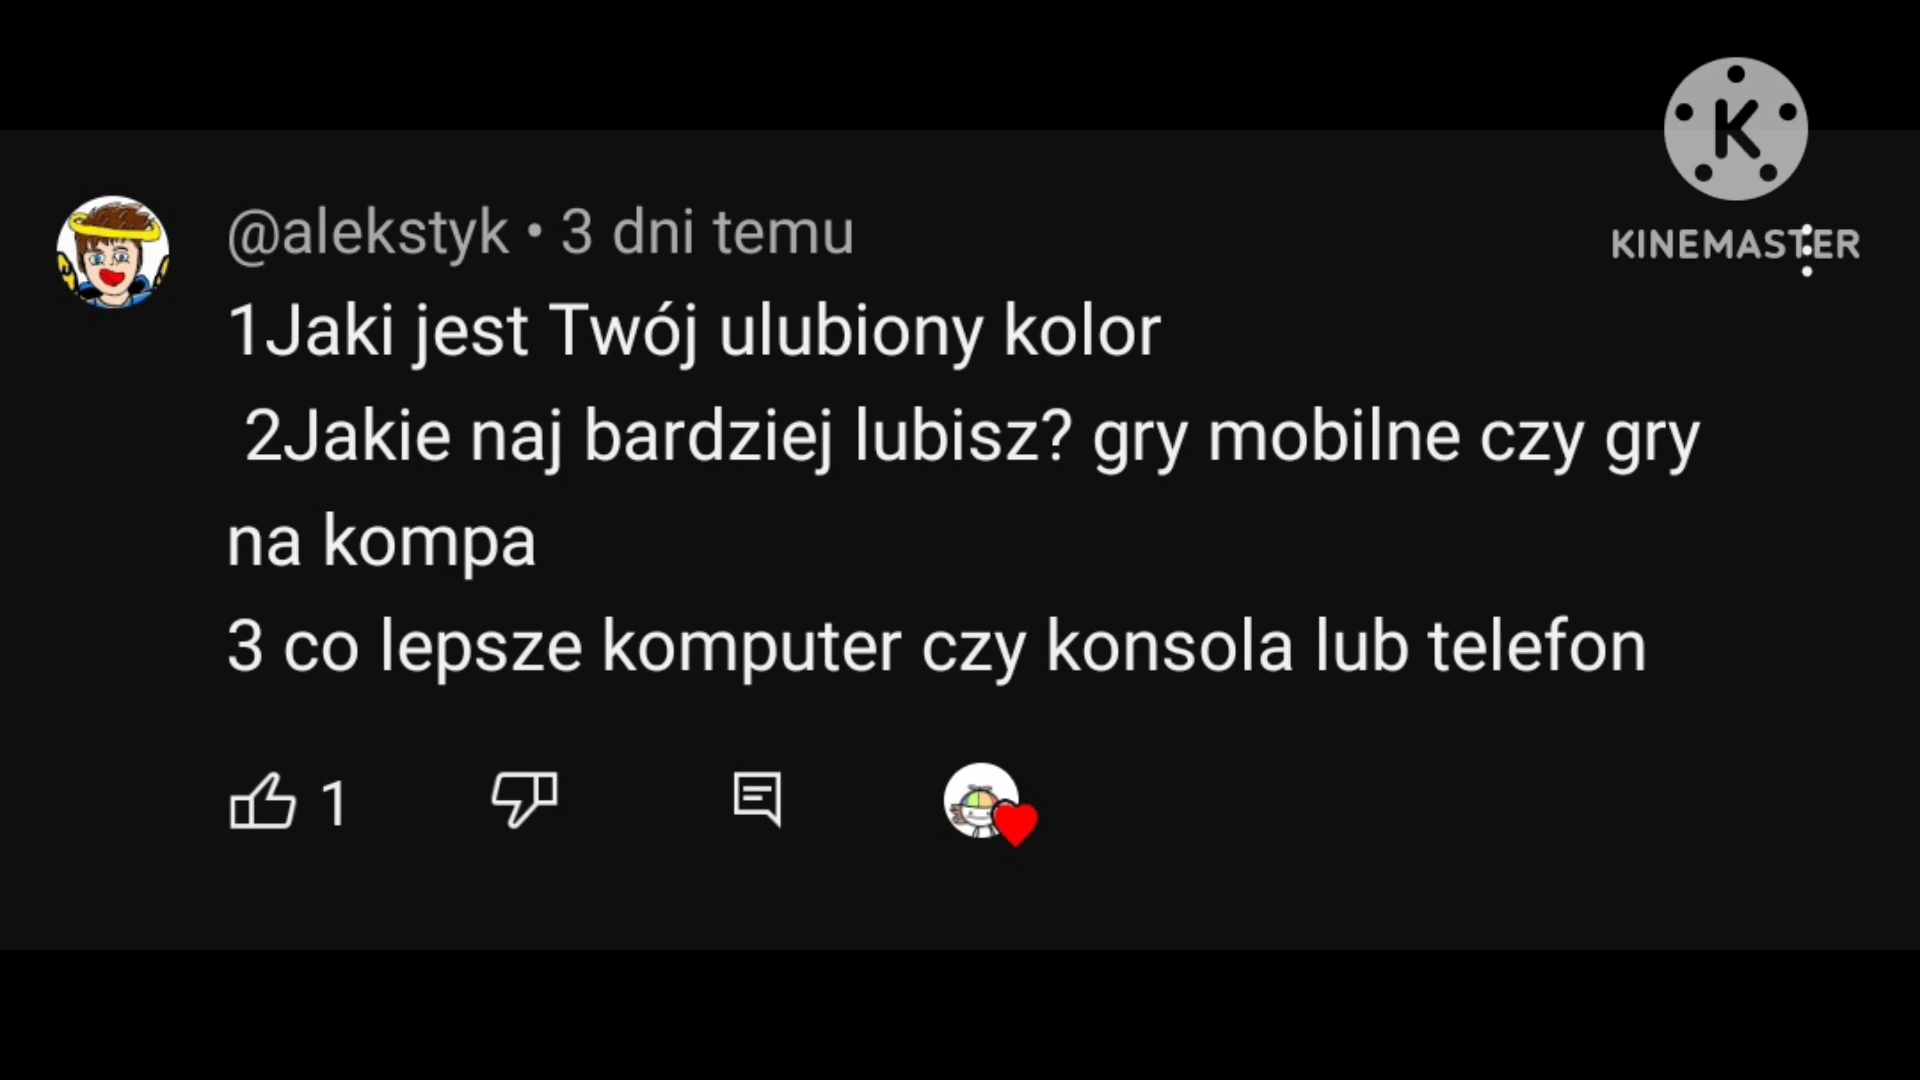 K
KINEMASTER
@alekstyk • 3 dni temu
1Jaki jest Twój ulubiony kolor
2Jakie naj bardziej lubisz? gry mobilne czy gry
na kompa
3 co lepsze komputer czy konsola lub telefon
1